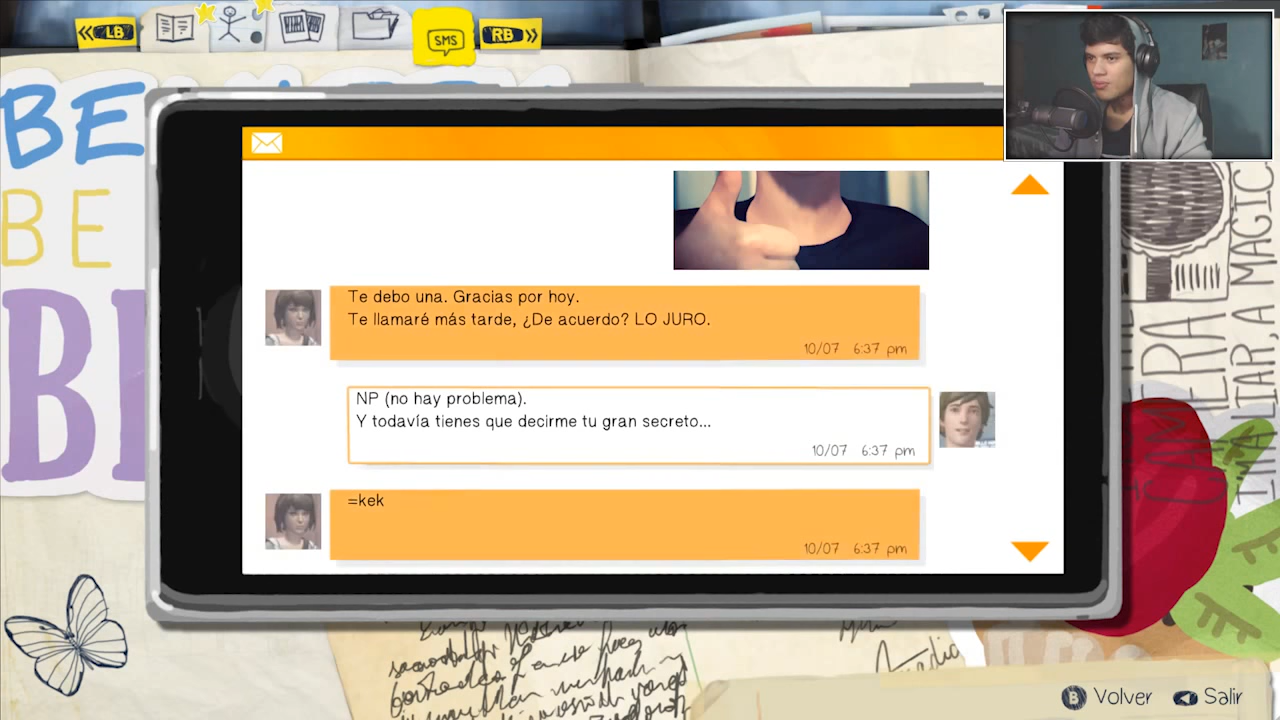 LB
SMS
RB
BE
BE
Te debo una. Gracias por hoy.
Te llamaré más tarde, ¿De acuerdo? LO JURO.
10/07 6:37 pm
NP (no hay problema).
Y todavía tienes que decirme tu gran secreto...
10/07 6:37 pm
=kek
10/07 6:37 pm
B Volver
Salir